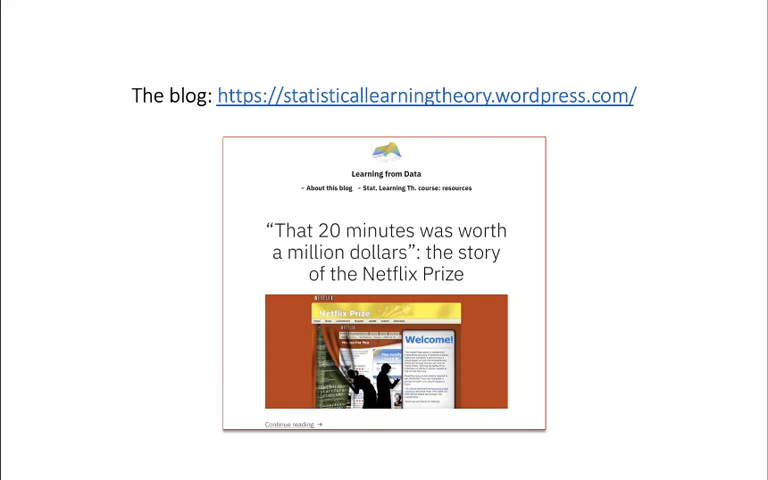 The blog: https://statisticallearningtheory.wordpress.com/
Learning from Data
~ About this blog ~ Stat. Learning Th. course: resources
“That 20 minutes was worth
a million dollars”: the story
of the Netflix Prize
NETFLIX
Netflix Prize
Welcome!
Continue reading →